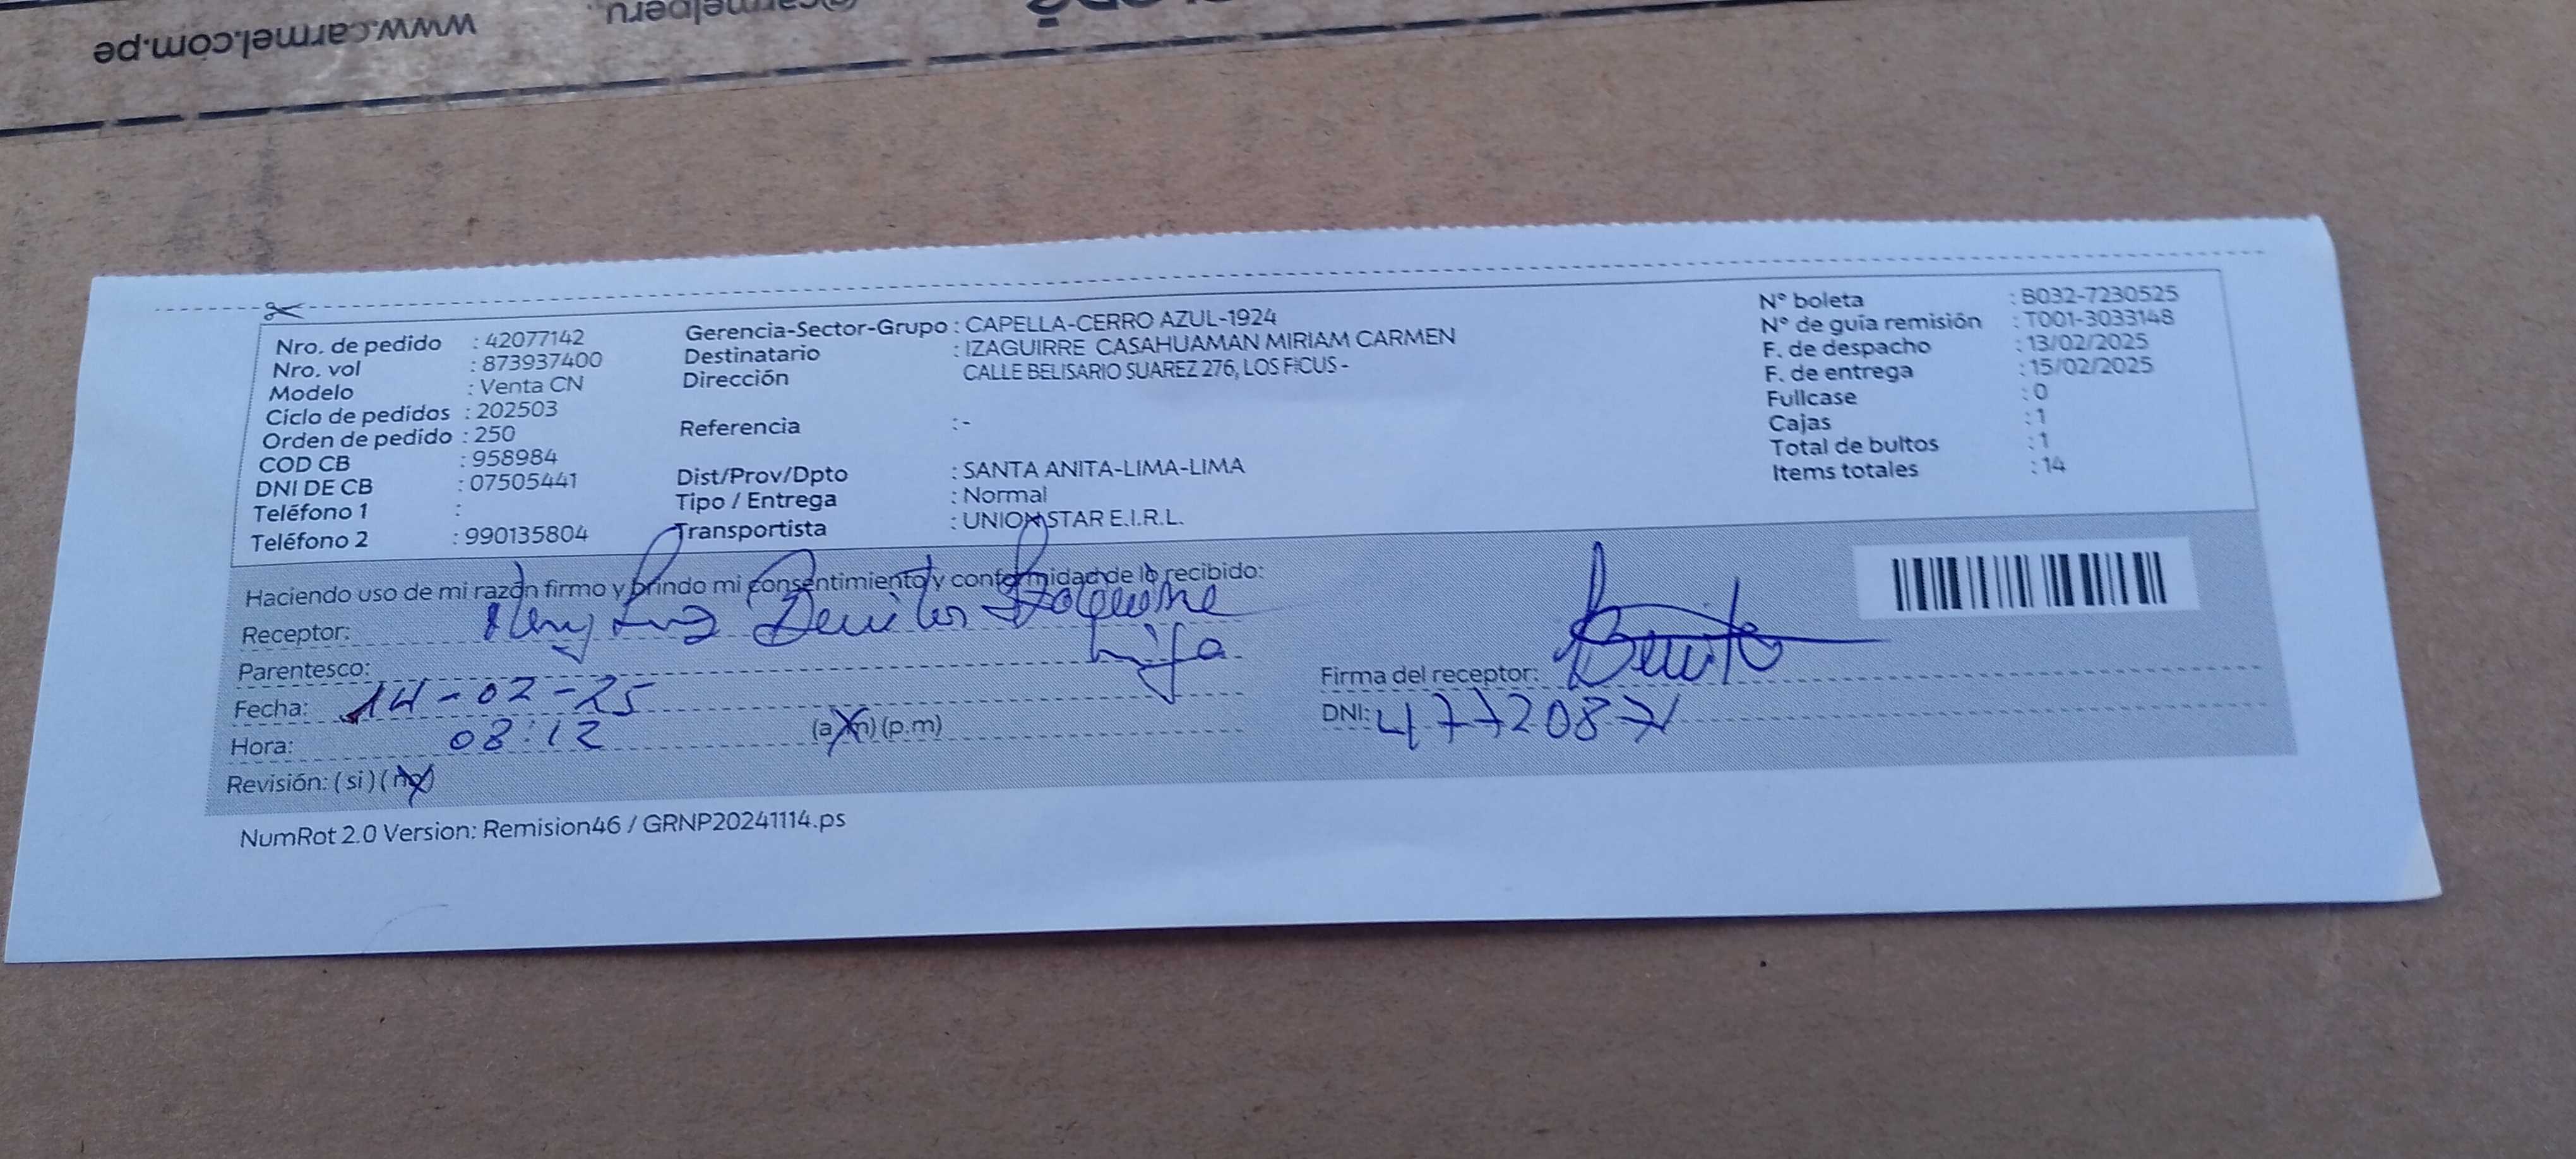 www.carmel.com.pe
Nro. de pedido : 42077142
Nro. vol : 873937400
Modelo : Venta CN
Ciclo de pedidos : 202503
Orden de pedido : 250
COD CB : 958984
DNI DE CB : 07505441
Teléfono 1 :
Teléfono 2 : 990135804
Gerencia-Sector-Grupo : CAPELLA-CERRO AZUL-1924
Destinatario : IZAGUIRRE CASAHUAMAN MIRIAM CARMEN
Dirección CALLE BELISARIO SUAREZ 276, LOS FICUS -
Referencia : -
Dist/Prov/Dpto : SANTA ANITA-LIMA-LIMA
Tipo / Entrega : Normal
Transportista : UNION STAR E.I.R.L.
N° boleta : B032-7230525
N° de guía remisión : T001-3033148
F. de despacho : 13/02/2025
F. de entrega : 15/02/2025
Fullcase : 0
Cajas : 1
Total de bultos : 1
Items totales : 14
Haciendo uso de mi razón firmo y brindo mi consentimiento y conformidad de lo recibido:
Receptor:
Parentesco: hija
Fecha: 14-02-25
Hora: 08:12 (a.m) (p.m)
Revisión: ( si ) ( no )
Firma del receptor:
DNI: 47720871
NumRot 2.0 Version: Remision46 / GRNP20241114.ps